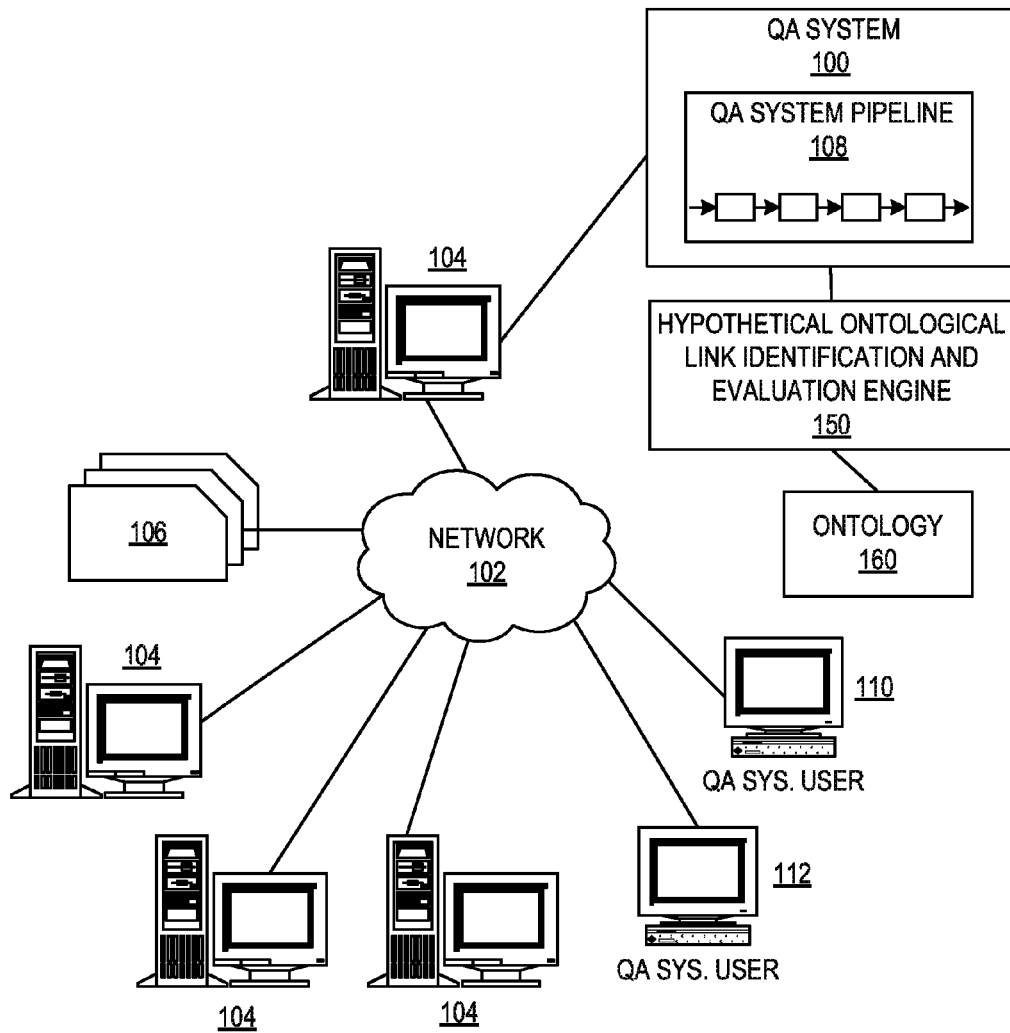 QA SYSTEM
100
QA SYSTEM PIPELINE
108
104
HYPOTHETICAL ONTOLOGICAL
LINK IDENTIFICATION AND
EVALUATION ENGINE
150
106
NETWORK
102
ONTOLOGY
160
104
110
QA SYS. USER
112
QA SYS. USER
104
104